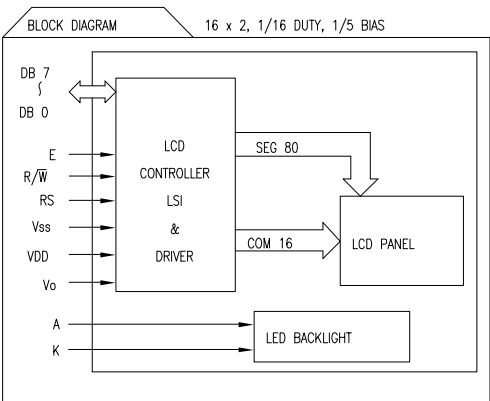 BLOCK DIAGRAM
16 x 2, 1/16 DUTY, 1/5 BIAS
DB 7
DB 0
E
R/W̅
RS
Vss
VDD
Vo
A
K
LCD
CONTROLLER
LSI
&
DRIVER
SEG 80
COM 16
LCD PANEL
LED BACKLIGHT